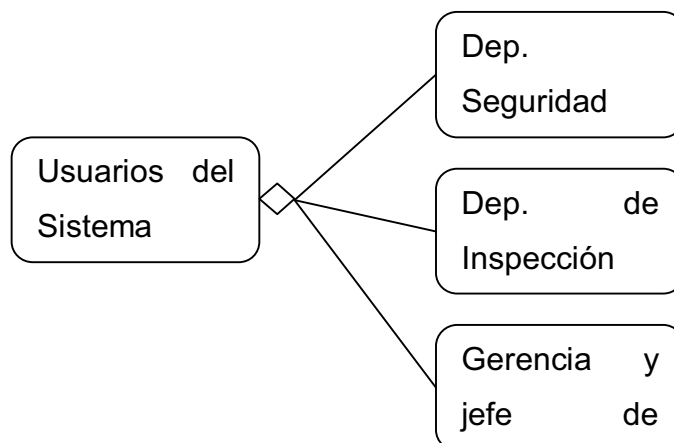 Dep.
Seguridad
Usuarios del
Sistema
Dep. de
Inspección
Gerencia y
jefe de